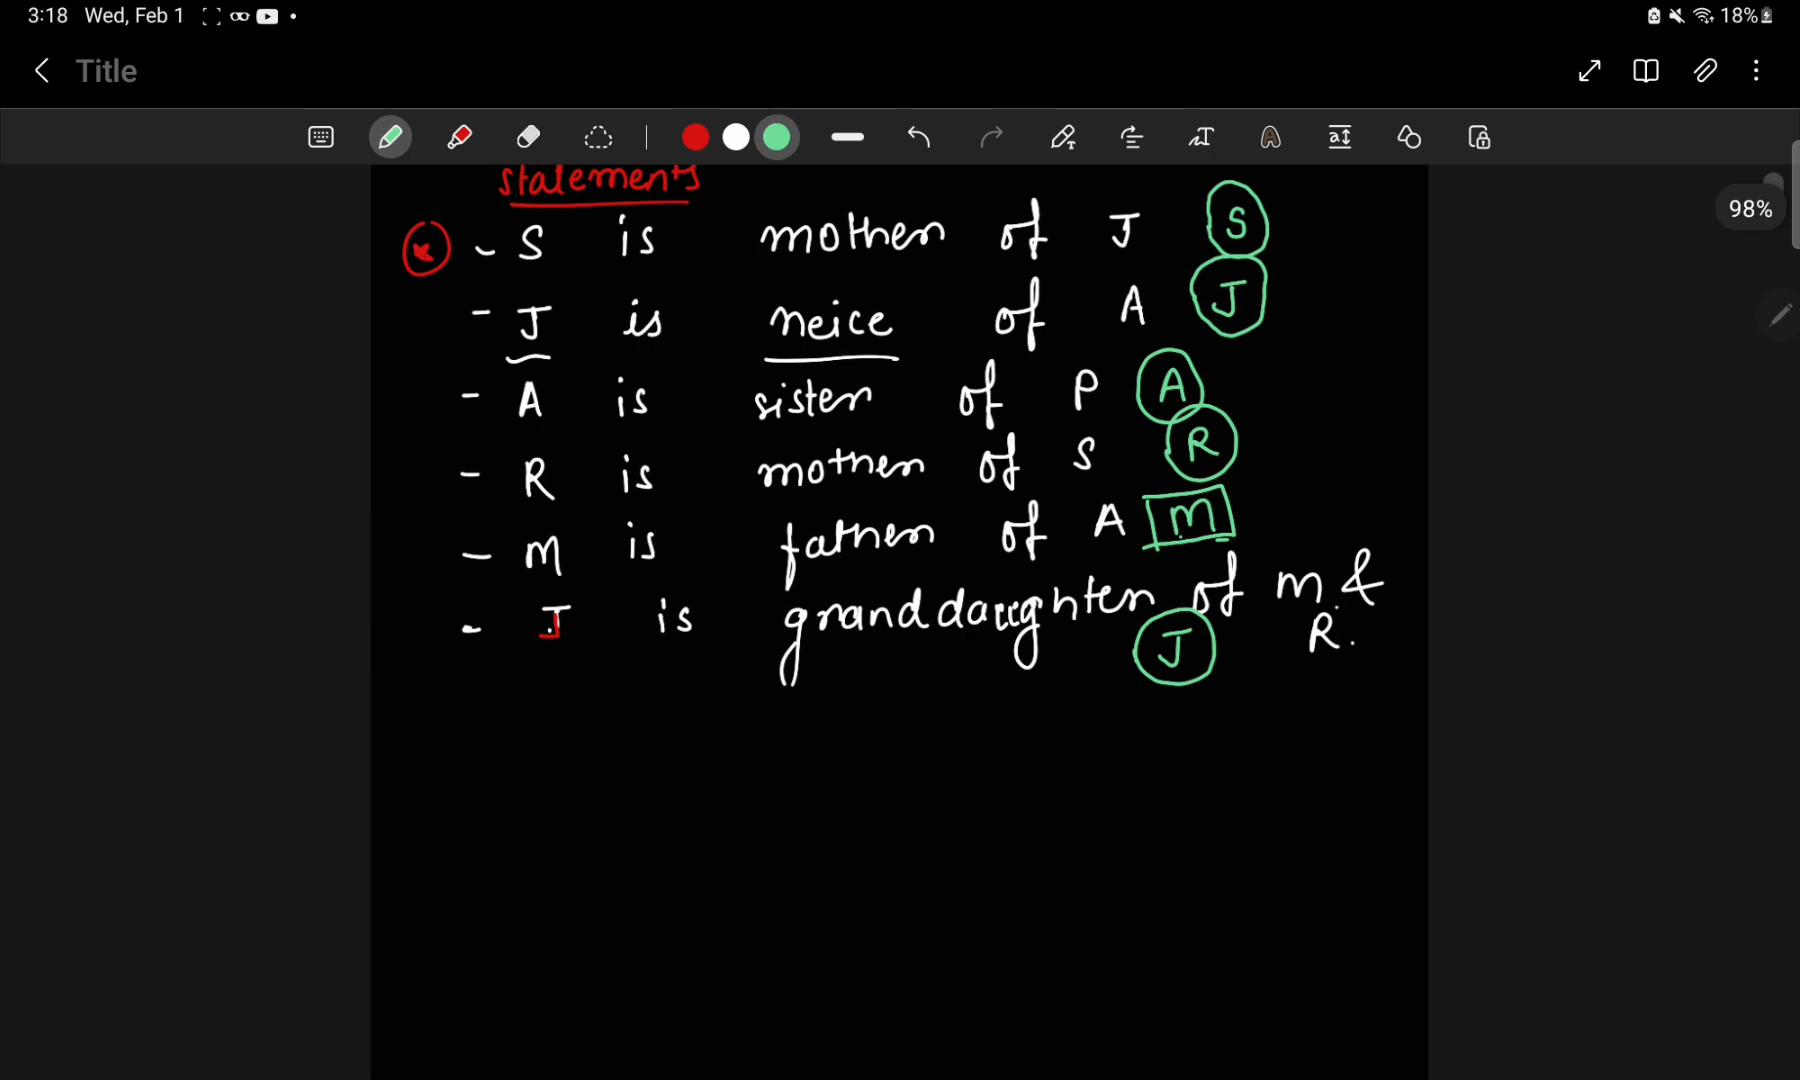 3:18 Wed, Feb 1 18%
Title
98%
statements
- S is mother of J S
- J is neice of A J
- A is sister of P A
- R is mother of S R
- M is father of A M
- J is granddaughter of M &
R. J